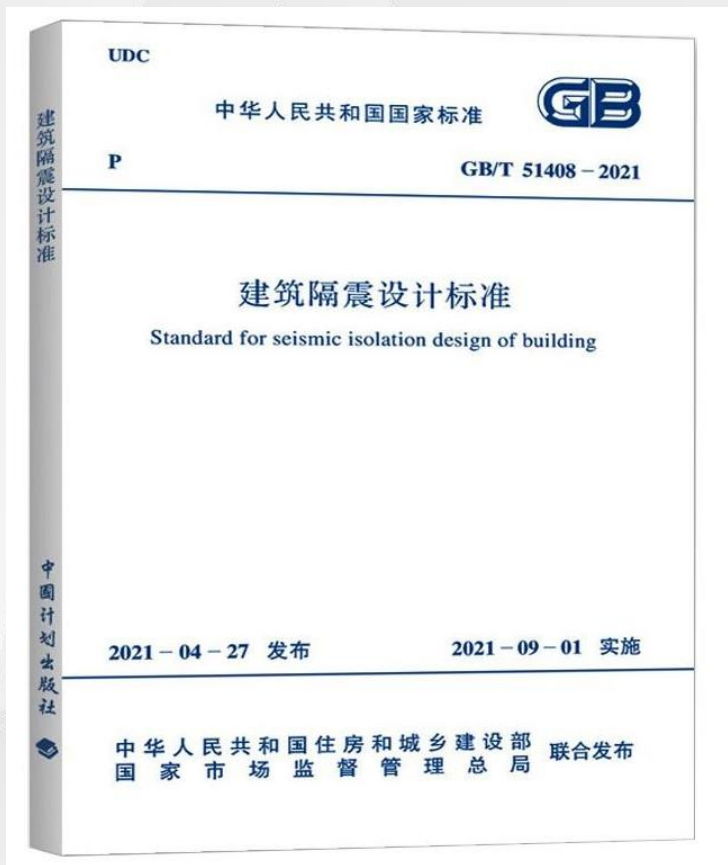 UDC
中华人民共和国国家标准
GB
P
GB/T 51408－2021
建筑隔震设计标准
Standard for seismic isolation design of building
2021－04－27 发布
2021－09－01 实施
中华人民共和国住房和城乡建设部
国家市场监督管理总局
联合发布
建筑隔震设计标准
中国计划出版社